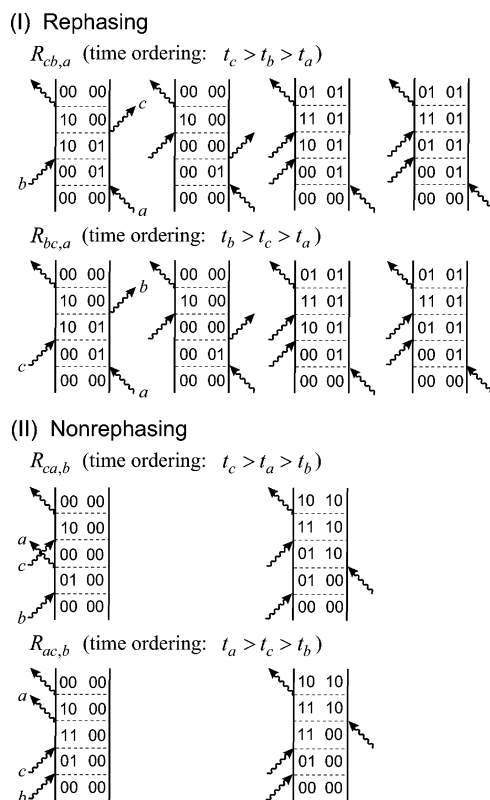 (I) Rephasing
R_cb,a (time ordering: t_c > t_b > t_a)
00 00 00 00 01 01 01 01
c
10 00 10 00 11 01 11 01
10 01 00 00 10 01 01 01
00 01 00 01 00 01 00 01
b
00 00 00 00 00 00 00 00
a
R_bc,a (time ordering: t_b > t_c > t_a)
00 00 00 00 01 01 01 01
b
10 00 10 00 11 01 11 01
10 01 00 00 10 01 01 01
00 01 00 01 00 01 00 01
c
00 00 00 00 00 00 00 00
a
(II) Nonrephasing
R_ca,b (time ordering: t_c > t_a > t_b)
00 00 10 10
10 00 11 10
a
00 00 01 10
c
01 00 01 00
00 00 00 00
b
R_ac,b (time ordering: t_a > t_c > t_b)
00 00 10 10
a
10 00 11 10
11 00 11 00
c
01 00 01 00
00 00 00 00
b